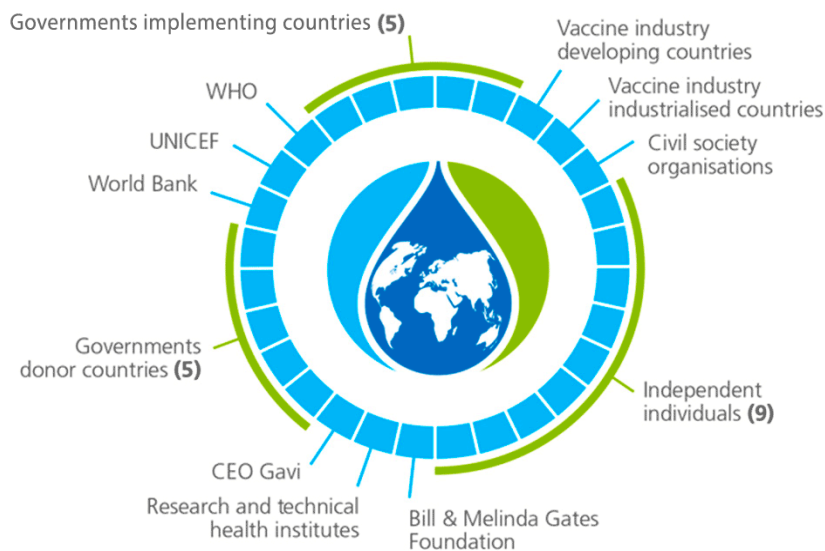 Governments implementing countries (5)
Vaccine industry
developing countries
Vaccine industry
industrialised countries
Civil society
organisations
Independent
individuals (9)
Bill & Melinda Gates
Foundation
Research and technical
health institutes
CEO Gavi
Governments
donor countries (5)
World Bank
UNICEF
WHO